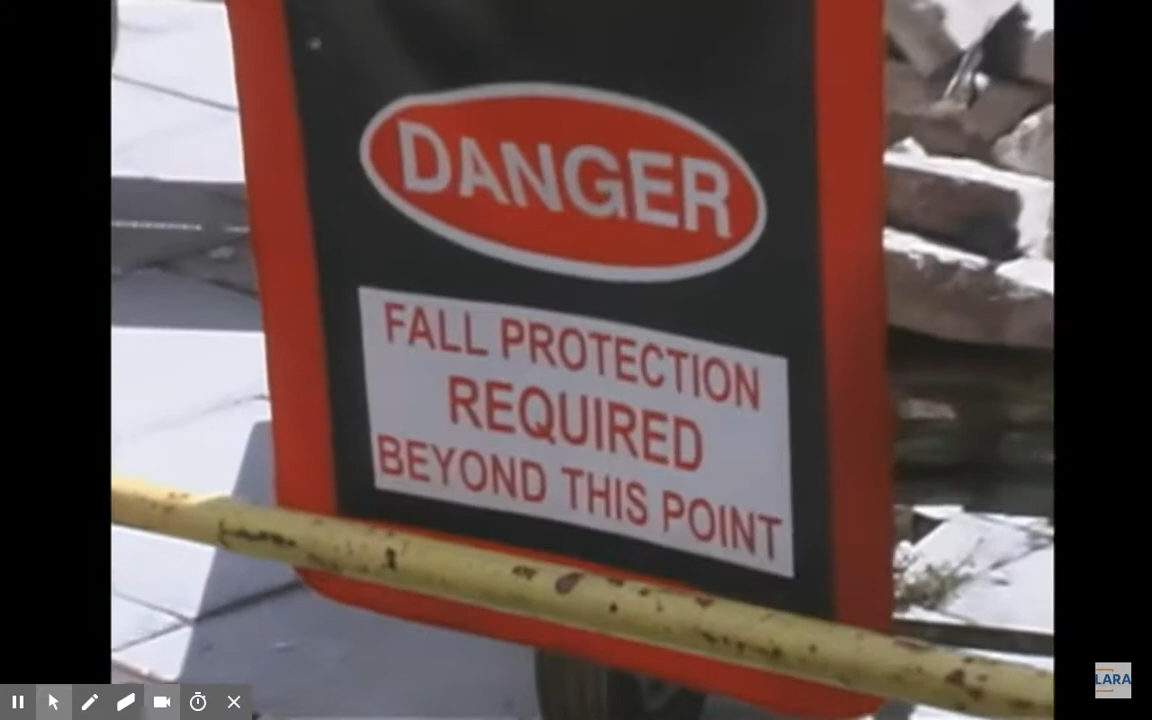 DANGER
FALL PROTECTION
REQUIRED
BEYOND THIS POINT
LARA